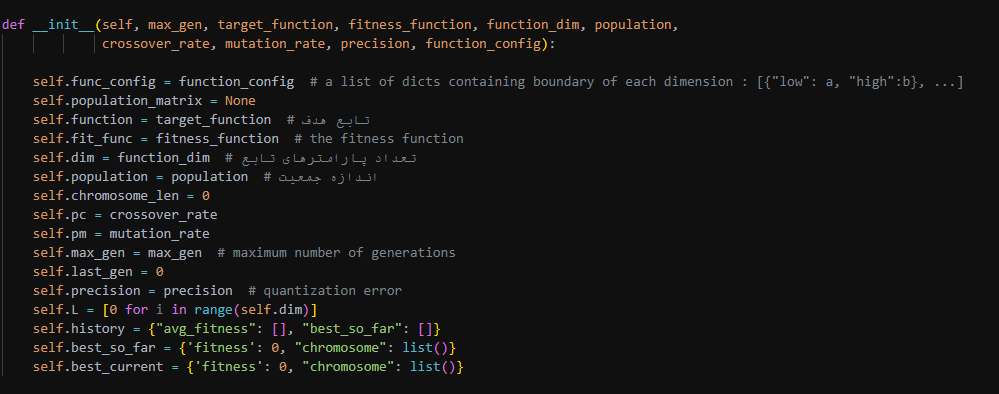 def __init__(self, max_gen, target_function, fitness_function, function_dim, population,
crossover_rate, mutation_rate, precision, function_config):
self.func_config = function_config  # a list of dicts containing boundary of each dimension : [{"low": a, "high":b}, ...]
self.population_matrix = None
self.function = target_function  # تابع هدف
self.fit_func = fitness_function  # the fitness function
self.dim = function_dim  # تعداد پارامترهای تابع
self.population = population  # اندازه جمعیت
self.chromosome_len = 0
self.pc = crossover_rate
self.pm = mutation_rate
self.max_gen = max_gen  # maximum number of generations
self.last_gen = 0
self.precision = precision  # quantization error
self.L = [0 for i in range(self.dim)]
self.history = {"avg_fitness": [], "best_so_far": []}
self.best_so_far = {'fitness': 0, "chromosome": list()}
self.best_current = {'fitness': 0, "chromosome": list()}